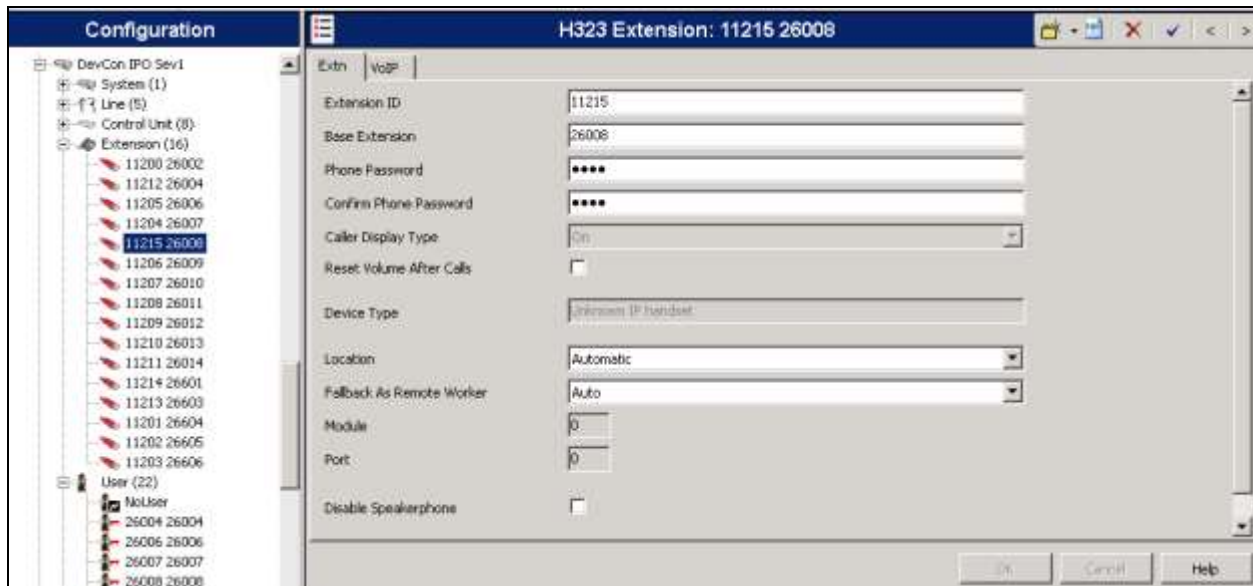 Configuration
DevCon IPO Sev1
System (1)
Line (5)
Control Unit (8)
Extension (16)
11200 26002
11212 26004
11205 26006
11204 26007
11215 26008
11206 26009
11207 26010
11208 26011
11209 26012
11210 26013
11211 26014
11214 26601
11213 26603
11201 26604
11202 26605
11203 26606
User (22)
NoUser
26004 26004
26006 26006
26007 26007
26008 26008
H323 Extension: 11215 26008
Extn VoIP
Extension ID 11215
Base Extension 26008
Phone Password ••••
Confirm Phone Password ••••
Caller Display Type On
Reset Volume After Calls
Device Type Unknown IP handset
Location Automatic
Fallback As Remote Worker Auto
Module 0
Port 0
Disable Speakerphone
OK Cancel Help